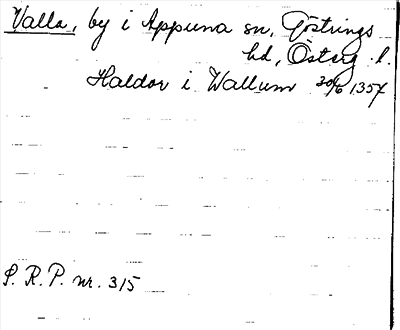 Valla, by i Appuna sn, Göstrings
hd, Österg. l.
Haldor i Wallum 30/6 1357
S. R. P. nr. 315